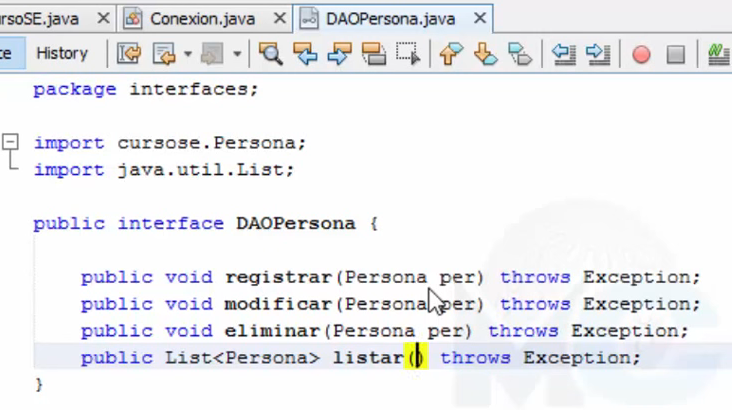 ursoSE.java Conexion.java DAOPersona.java
ce History
package interfaces;
import cursose.Persona;
import java.util.List;
public interface DAOPersona {
public void registrar(Persona per) throws Exception;
public void modificar(Persona per) throws Exception;
public void eliminar(Persona per) throws Exception;
public List<Persona> listar() throws Exception;
}